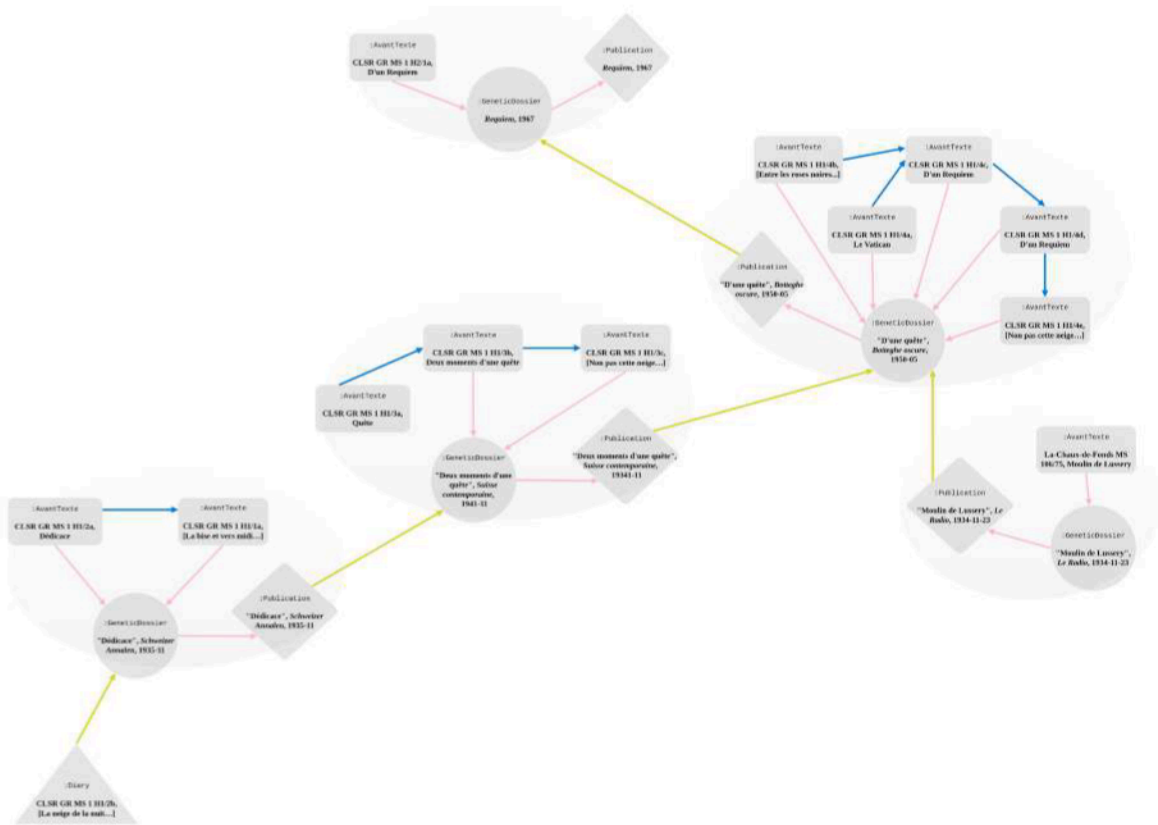 :AvantTexte
CLSR GR MS 1 H2/1a,
D'un Requiem
:Publication
Requiem, 1967
:GeneticDossier
Requiem, 1967
:AvantTexte
CLSR GR MS 1 H1/4b,
[Entre les roses noires...]
:AvantTexte
CLSR GR MS 1 H1/4c,
D'un Requiem
:AvantTexte
CLSR GR MS 1 H1/4a,
Le Vatican
:AvantTexte
CLSR GR MS 1 H1/4d,
D'un Requiem
:Publication
"D'une quête", Botteghe
oscure, 1950-05
:GeneticDossier
"D'une quête",
Botteghe oscure,
1950-05
:AvantTexte
CLSR GR MS 1 H1/4e,
[Non pas cette neige...]
:AvantTexte
CLSR GR MS 1 H1/3b,
Deux moments d'une quête
:AvantTexte
CLSR GR MS 1 H1/3c,
[Non pas cette neige...]
:AvantTexte
CLSR GR MS 1 H1/3a,
Quête
:GeneticDossier
"Deux moments d'une
quête", Suisse
contemporaine,
1941-11
:Publication
"Deux moments d'une quête",
Suisse contemporaine,
19341-11
:AvantTexte
La-Chaux-de-Fonds MS
106/75, Moulin de Lussery
:Publication
"Moulin de Lussery", Le
Radio, 1934-11-23
:GeneticDossier
"Moulin de Lussery",
Le Radio, 1934-11-23
:AvantTexte
CLSR GR MS 1 H1/2a,
Dédicace
:AvantTexte
CLSR GR MS 1 H1/1a,
[La bise et vers midi...]
:Publication
"Dédicace", Schweizer
Annalen, 1935-11
:GeneticDossier
"Dédicace", Schweizer
Annalen, 1935-11
:Diary
CLSR GR MS 1 H1/2b,
[La neige de la nuit...]